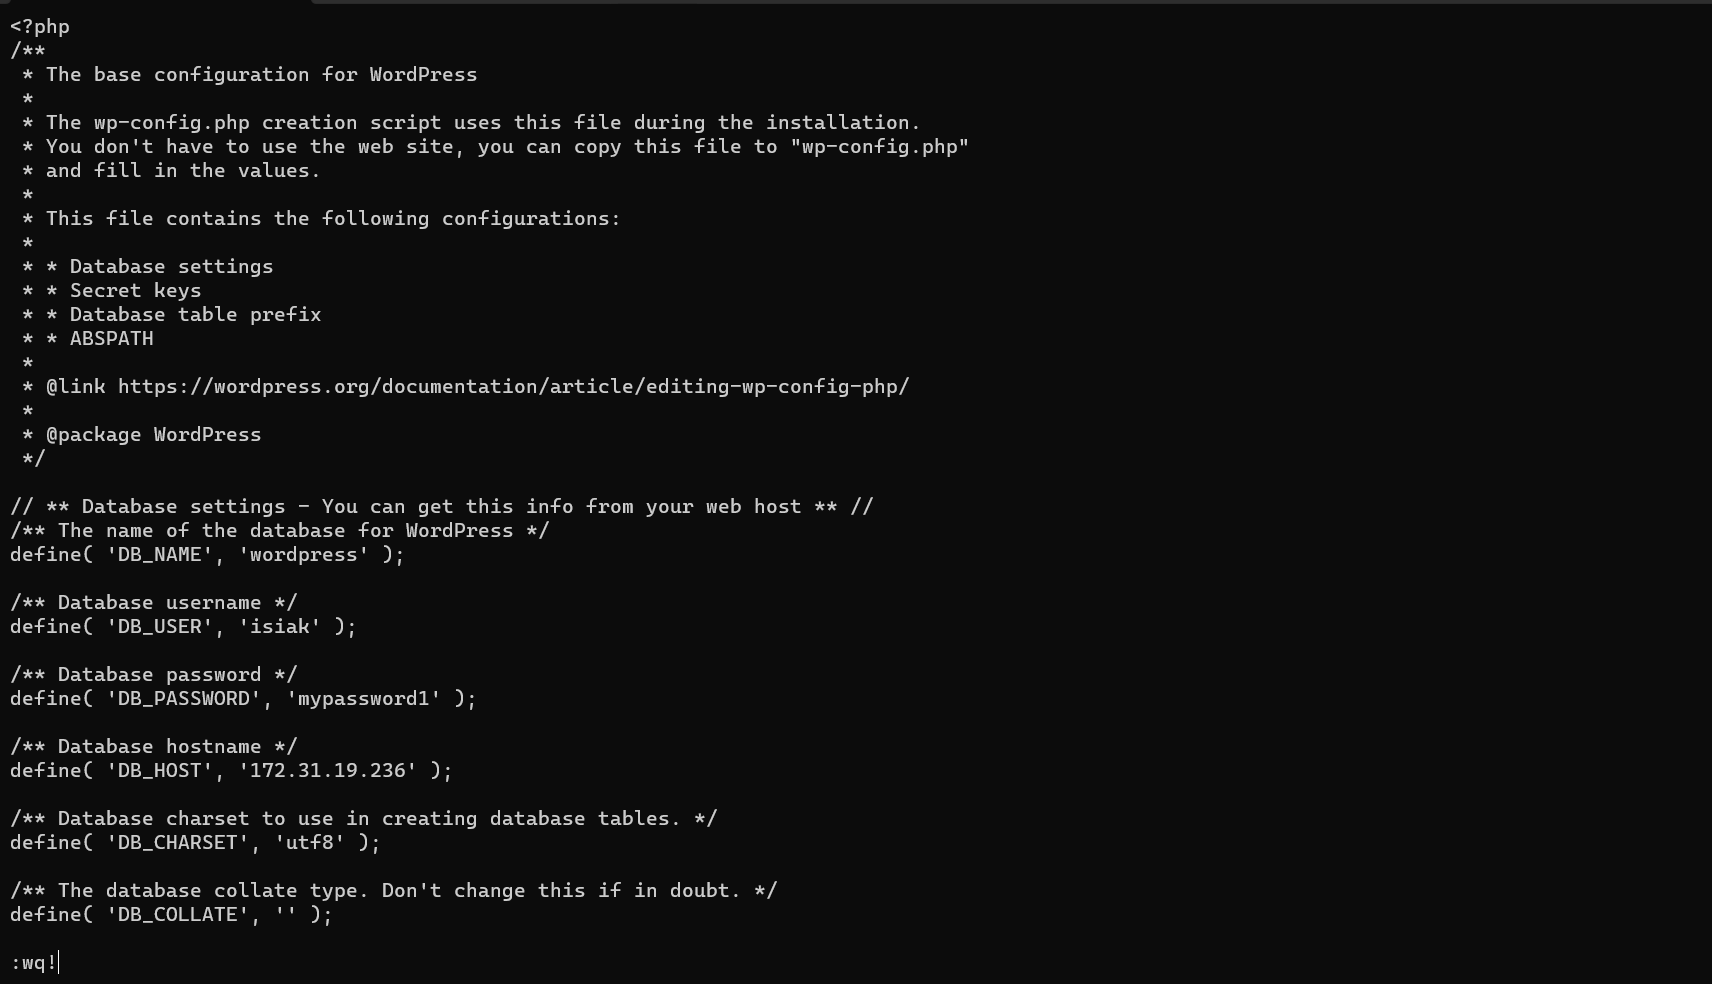 <?php
/**
 * The base configuration for WordPress
 *
 * The wp-config.php creation script uses this file during the installation.
 * You don't have to use the web site, you can copy this file to "wp-config.php"
 * and fill in the values.
 *
 * This file contains the following configurations:
 *
 * * Database settings
 * * Secret keys
 * * Database table prefix
 * * ABSPATH
 *
 * @link https://wordpress.org/documentation/article/editing-wp-config-php/
 *
 * @package WordPress
 */

// ** Database settings - You can get this info from your web host ** //
/** The name of the database for WordPress */
define( 'DB_NAME', 'wordpress' );

/** Database username */
define( 'DB_USER', 'isiak' );

/** Database password */
define( 'DB_PASSWORD', 'mypassword1' );

/** Database hostname */
define( 'DB_HOST', '172.31.19.236' );

/** Database charset to use in creating database tables. */
define( 'DB_CHARSET', 'utf8' );

/** The database collate type. Don't change this if in doubt. */
define( 'DB_COLLATE', '' );

:wq!